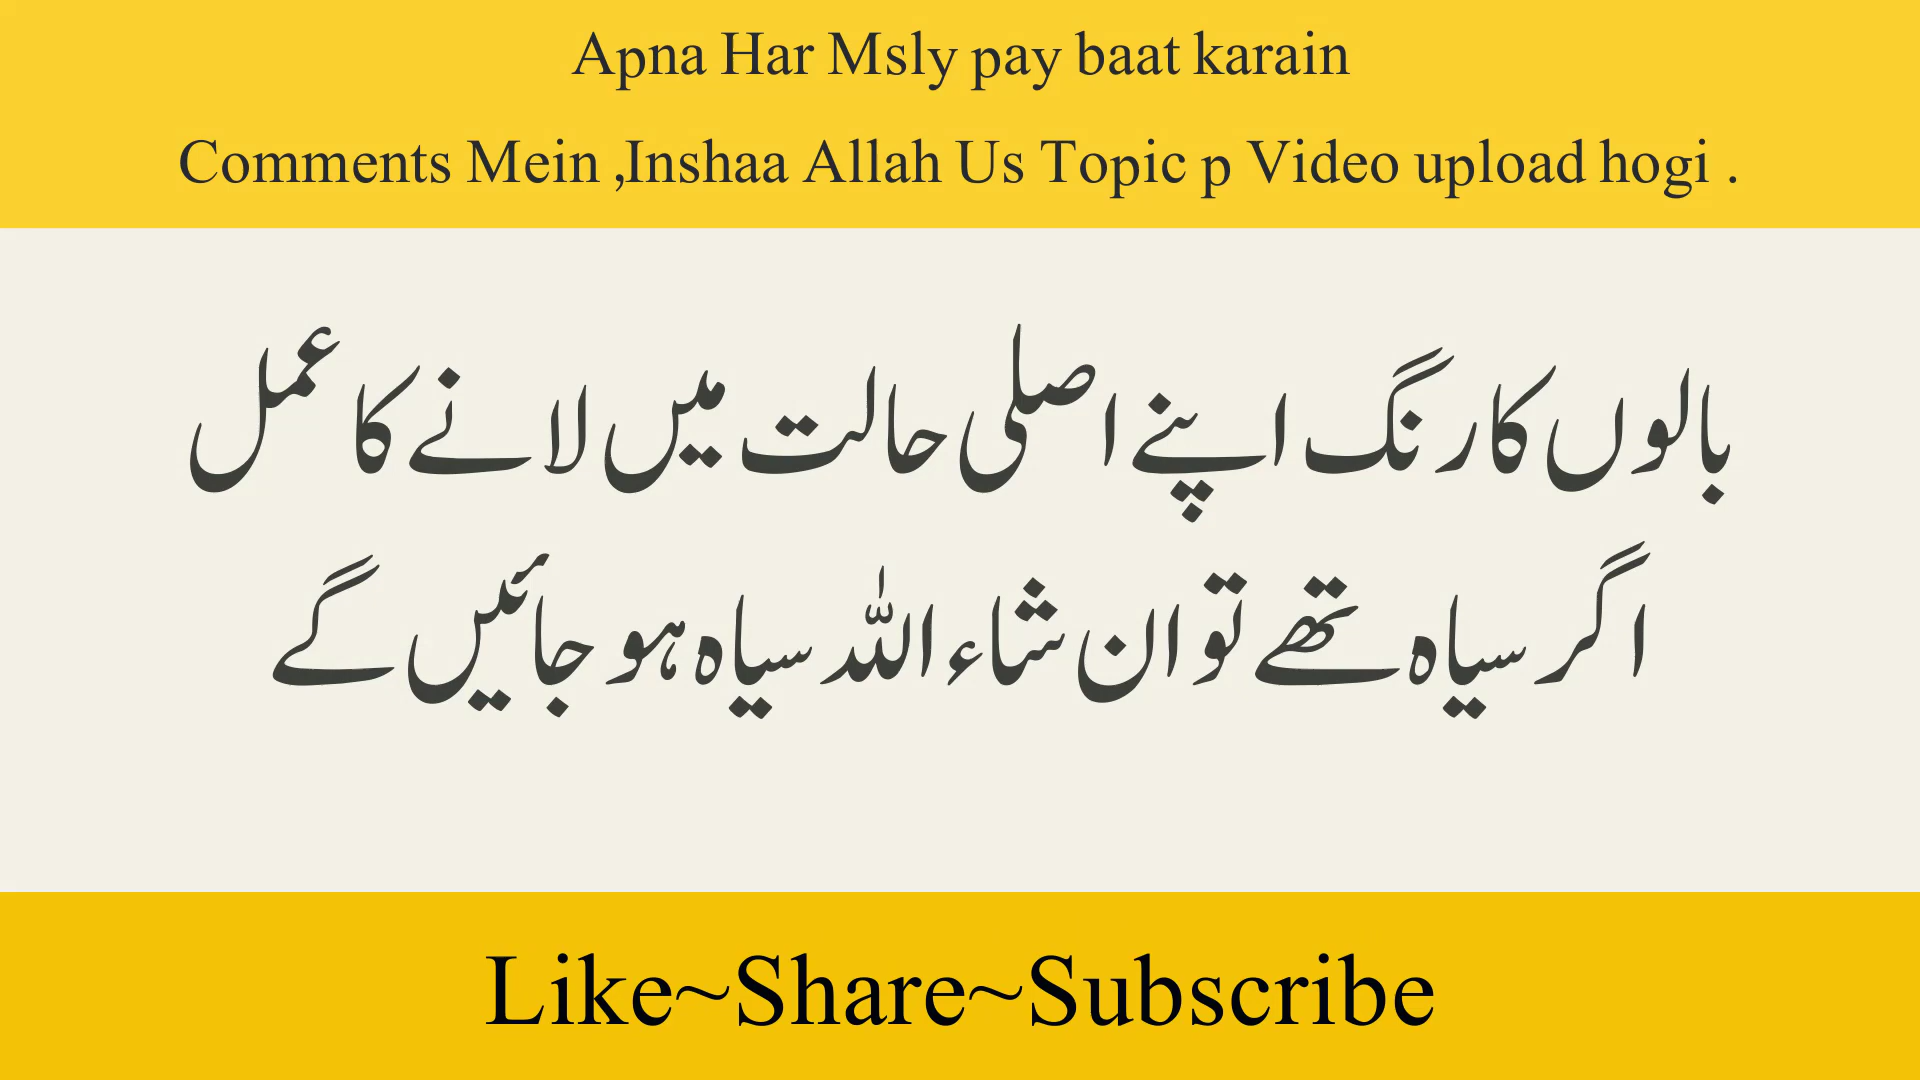 Apna Har Msly pay baat karain
Comments Mein ,Inshaa Allah Us Topic p Video upload hogi .
بالوں کا رنگ اپنے اصلی حالت میں لانے کا عمل
اگر سیاہ تھے تو ان شاء اللہ سیاہ ہو جائیں گے
Like~Share~Subscribe